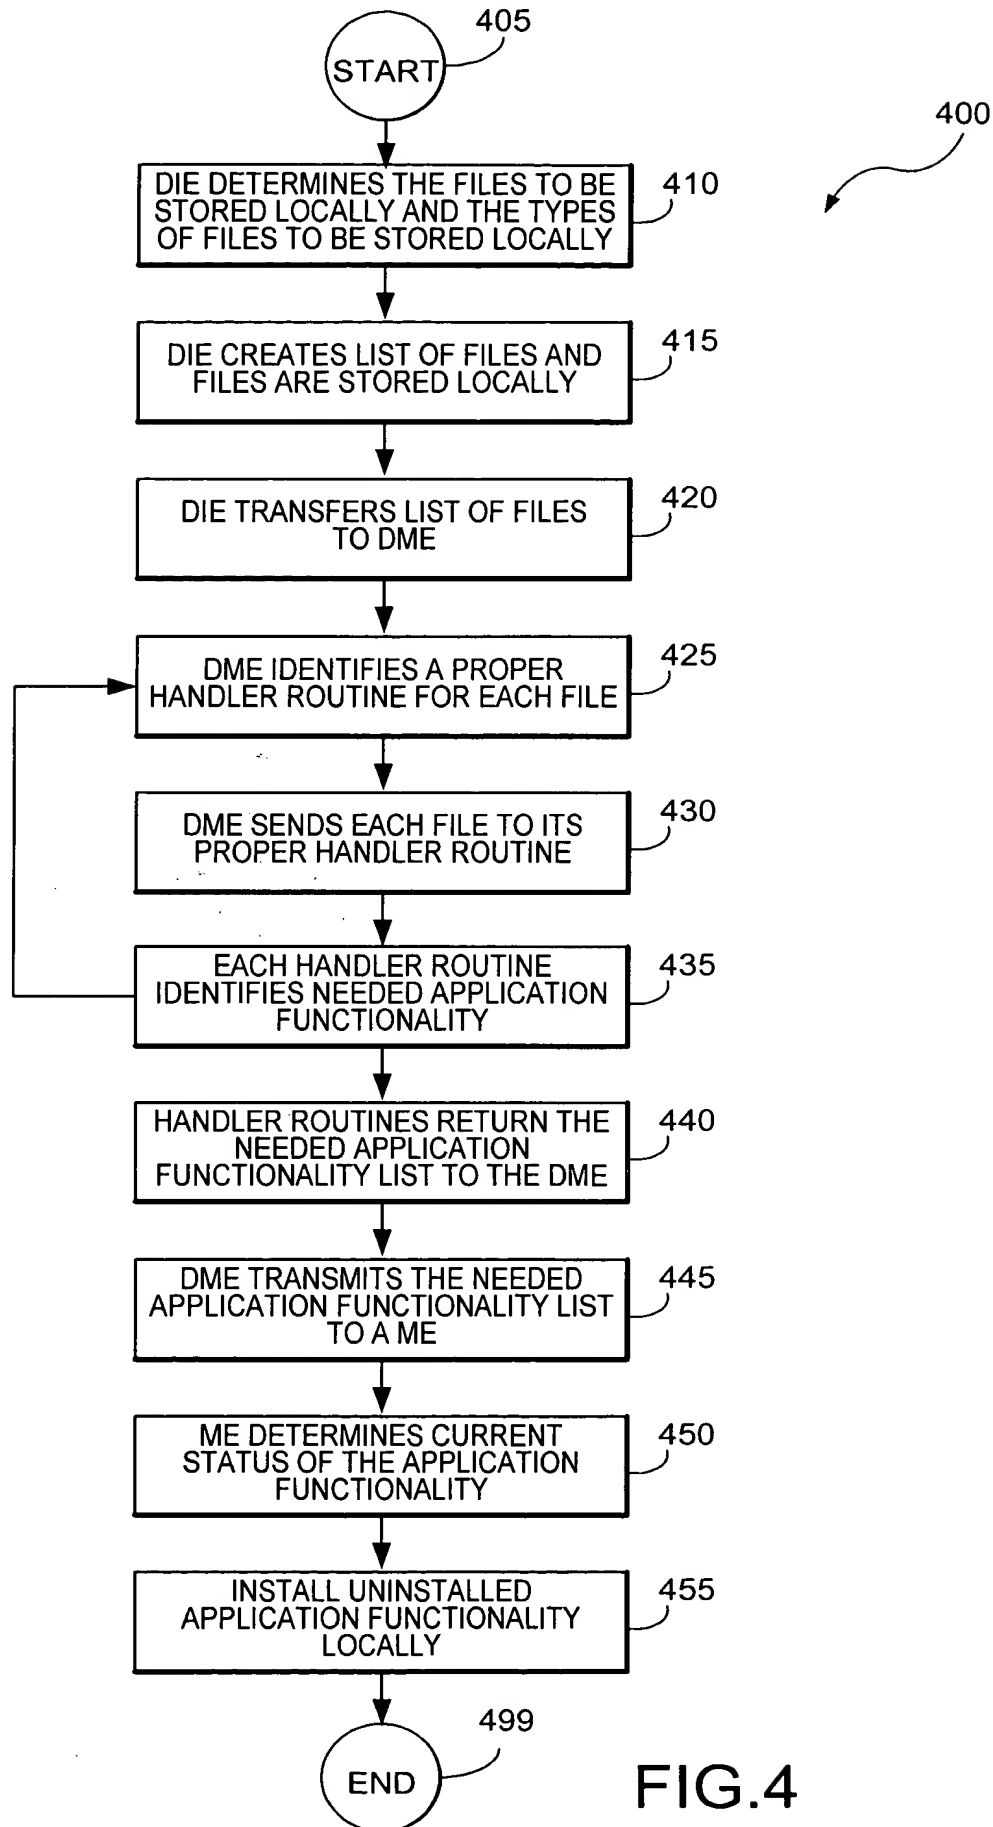 405
START
400
DIE DETERMINES THE FILES TO BE
STORED LOCALLY AND THE TYPES
OF FILES TO BE STORED LOCALLY
410
DIE CREATES LIST OF FILES AND
FILES ARE STORED LOCALLY
415
DIE TRANSFERS LIST OF FILES
TO DME
420
DME IDENTIFIES A PROPER
HANDLER ROUTINE FOR EACH FILE
425
DME SENDS EACH FILE TO ITS
PROPER HANDLER ROUTINE
430
EACH HANDLER ROUTINE
IDENTIFIES NEEDED APPLICATION
FUNCTIONALITY
435
HANDLER ROUTINES RETURN THE
NEEDED APPLICATION
FUNCTIONALITY LIST TO THE DME
440
DME TRANSMITS THE NEEDED
APPLICATION FUNCTIONALITY LIST
TO A ME
445
ME DETERMINES CURRENT
STATUS OF THE APPLICATION
FUNCTIONALITY
450
INSTALL UNINSTALLED
APPLICATION FUNCTIONALITY
LOCALLY
455
499
END
FIG.4